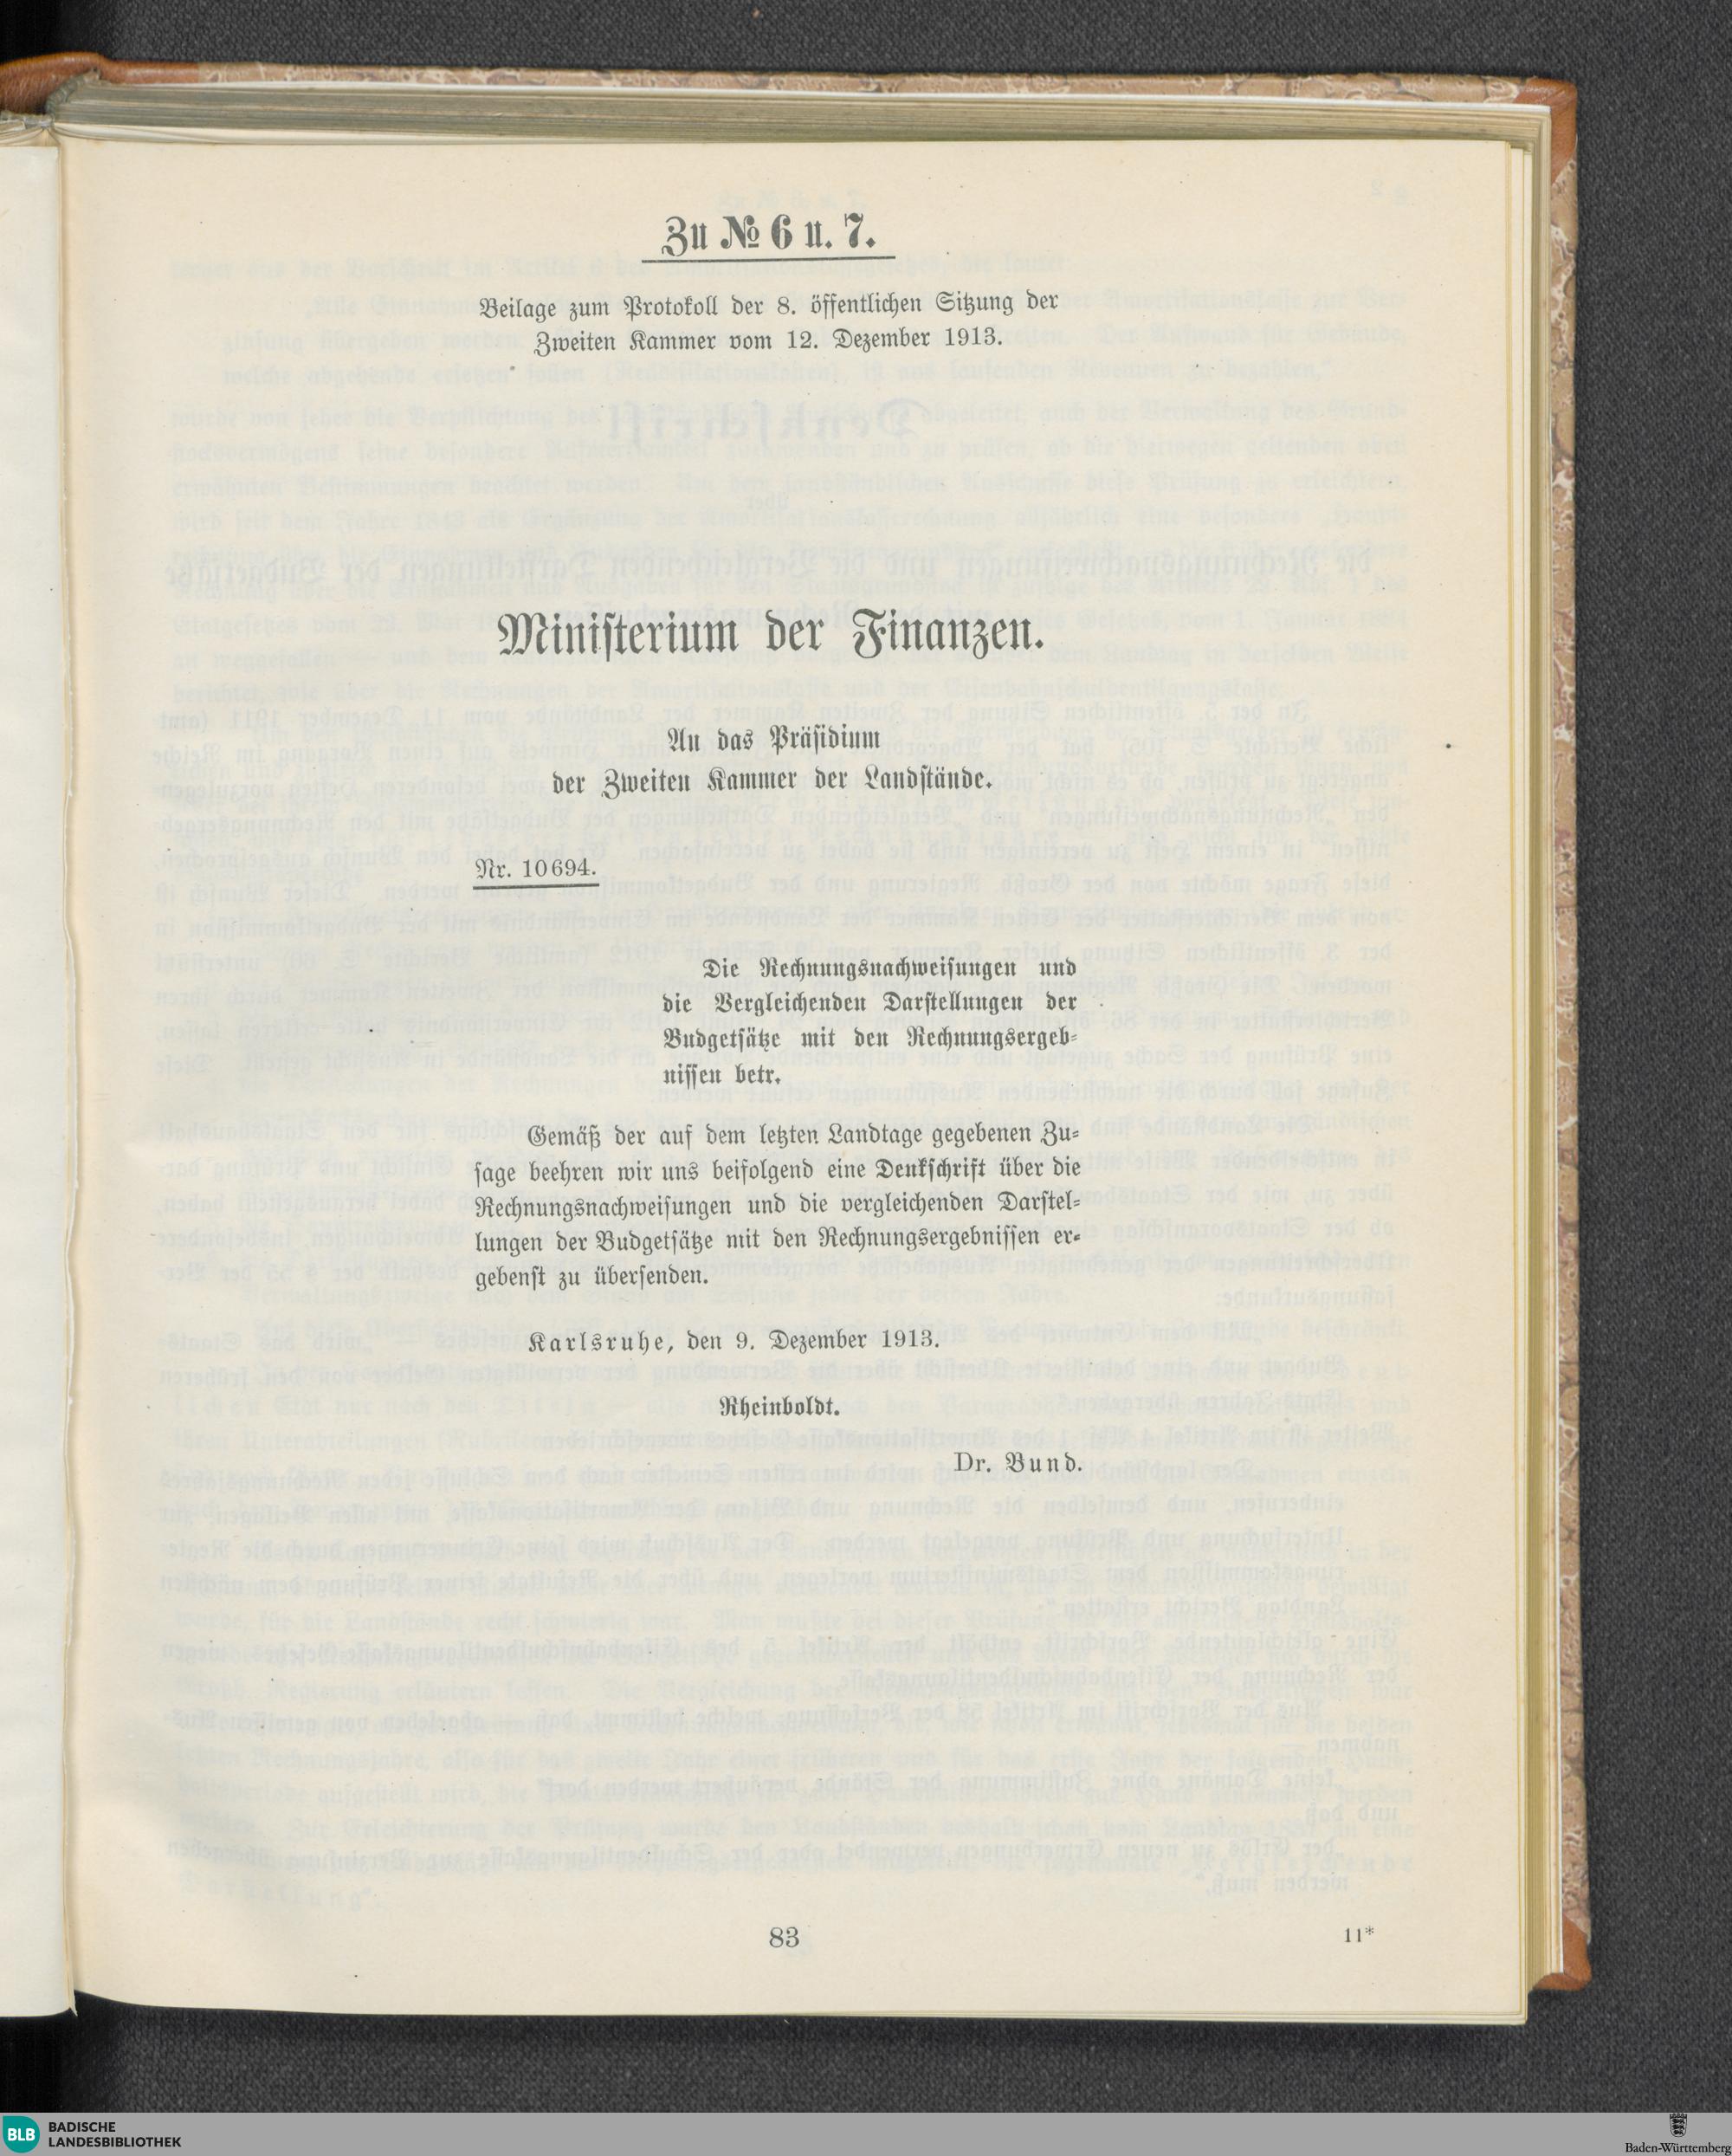 Zu № 6 u. 7.
Beilage zum Protokoll der 8. öffentlichen Sitzung der
Zweiten Kammer vom 12. Dezember 1913.
Ministerium der Finanzen.
An das Präsidium
der Zweiten Kammer der Landstände.
Nr. 10694.
Die Rechnungsnachweisungen und
die Vergleichenden Darstellungen der
Budgetsätze mit den Rechnungsergeb-
nissen betr.
Gemäß der auf dem letzten Landtage gegebenen Zu-
sage beehren wir uns beifolgend eine Denkschrift über die
Rechnungsnachweisungen und die vergleichenden Darstel-
lungen der Budgetsätze mit den Rechnungsergebnissen er-
gebenst zu übersenden.
Karlsruhe, den 9. Dezember 1913.
Rheinboldt.
Dr. Bund.
83
11*
BLB BADISCHE
LANDESBIBLIOTHEK
Baden-Württemberg